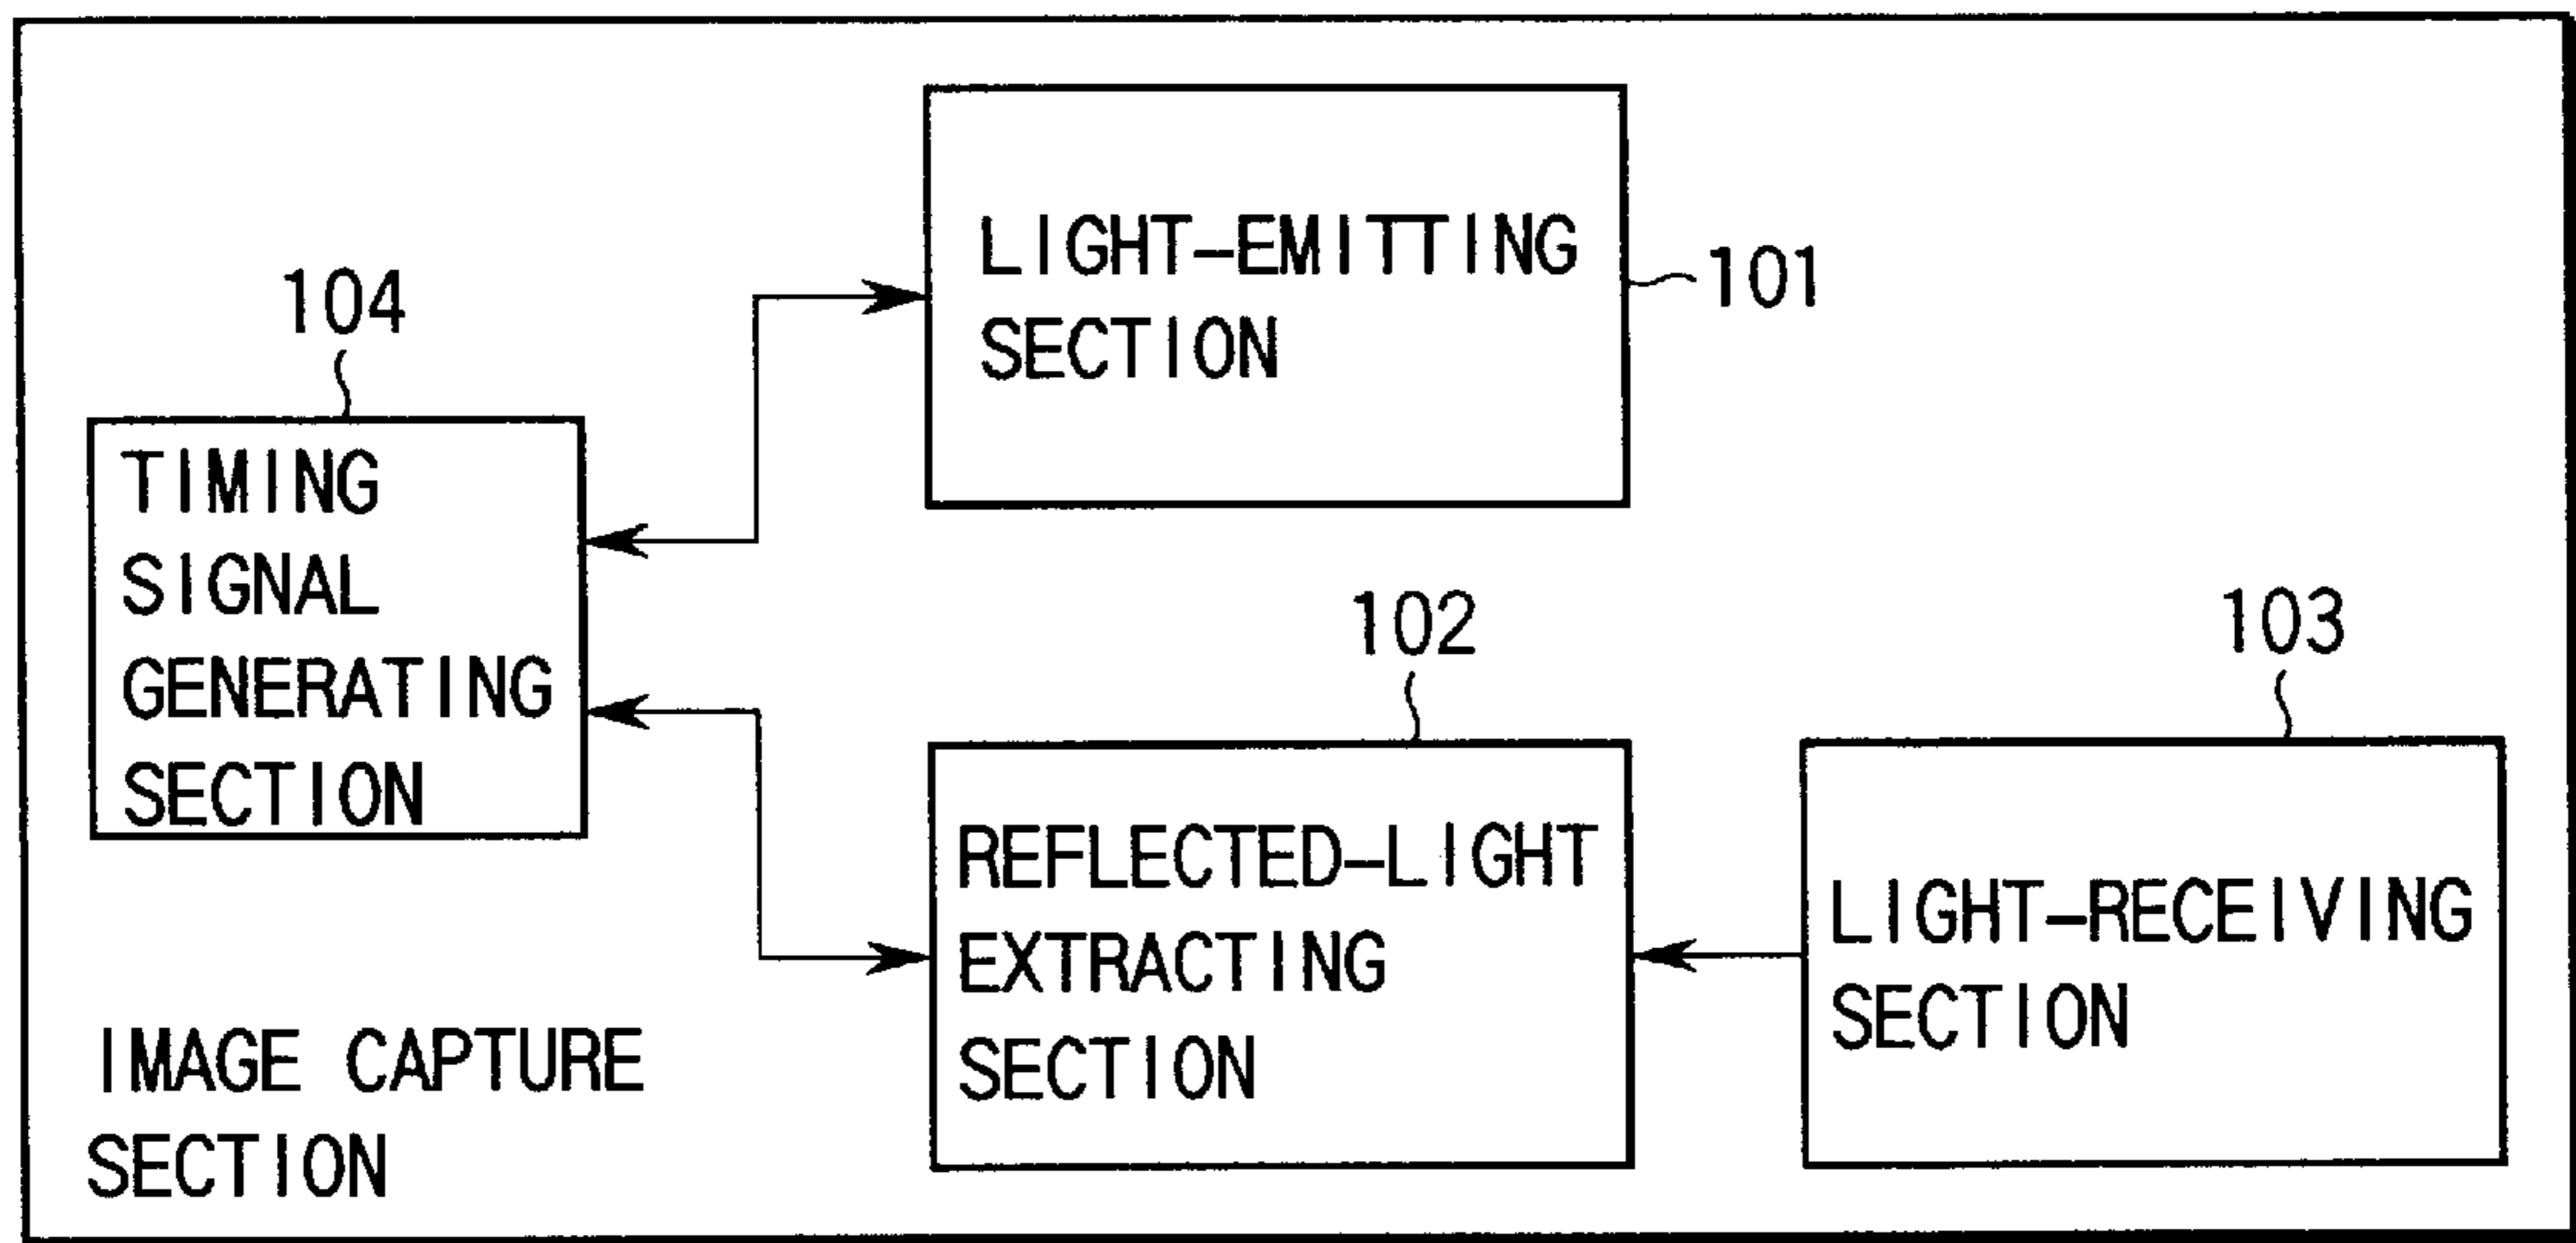 LIGHT-EMITTING
SECTION
101
104
TIMING
SIGNAL
GENERATING
SECTION
102
REFLECTED-LIGHT
EXTRACTING
SECTION
103
LIGHT-RECEIVING
SECTION
IMAGE CAPTURE
SECTION